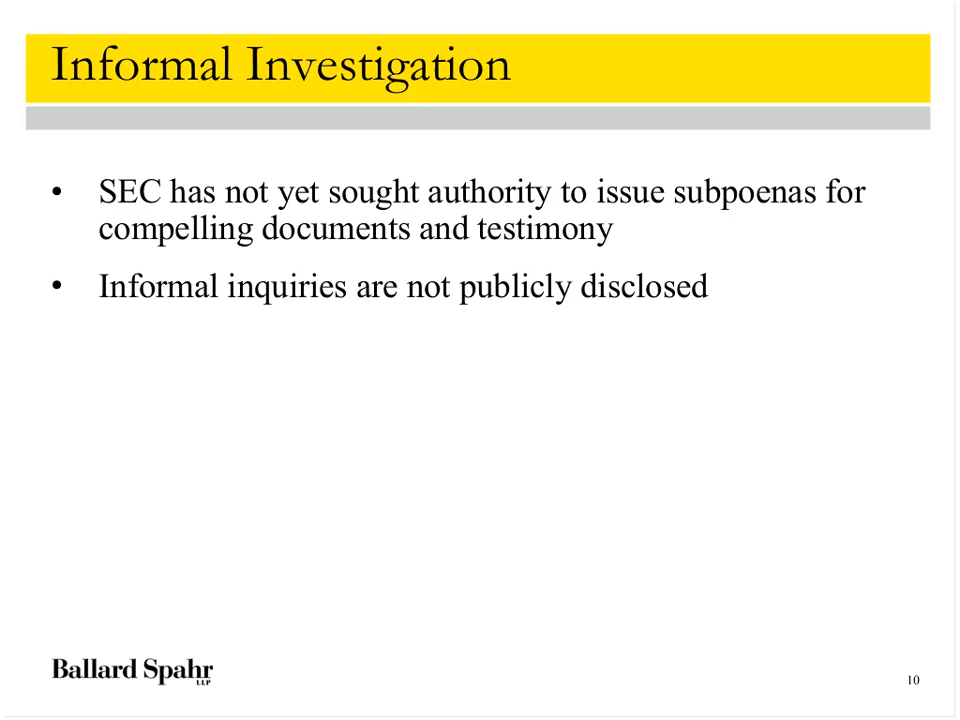 Informal Investigation
• SEC has not yet sought authority to issue subpoenas for
compelling documents and testimony
• Informal inquiries are not publicly disclosed
Ballard Spahr
LLP
10